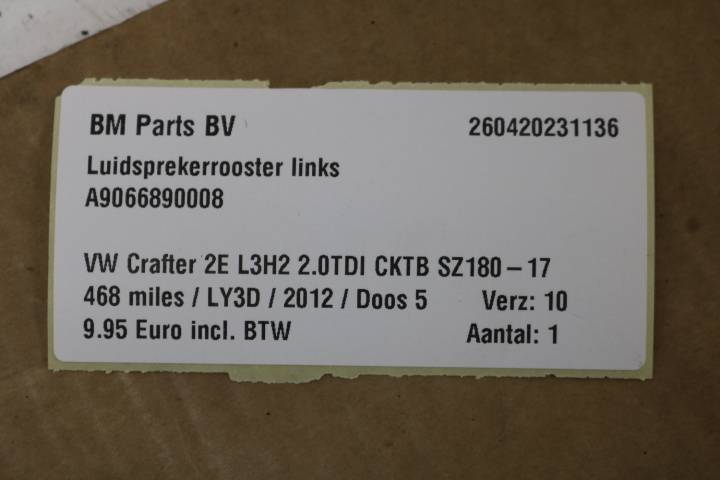 BM Parts BV 260420231136
Luidsprekerrooster links
A9066890008
VW Crafter 2E L3H2 2.0TDI CKTB SZ180-17
468 miles / LY3D / 2012 / Doos 5 Verz: 10
9.95 Euro incl. BTW Aantal: 1